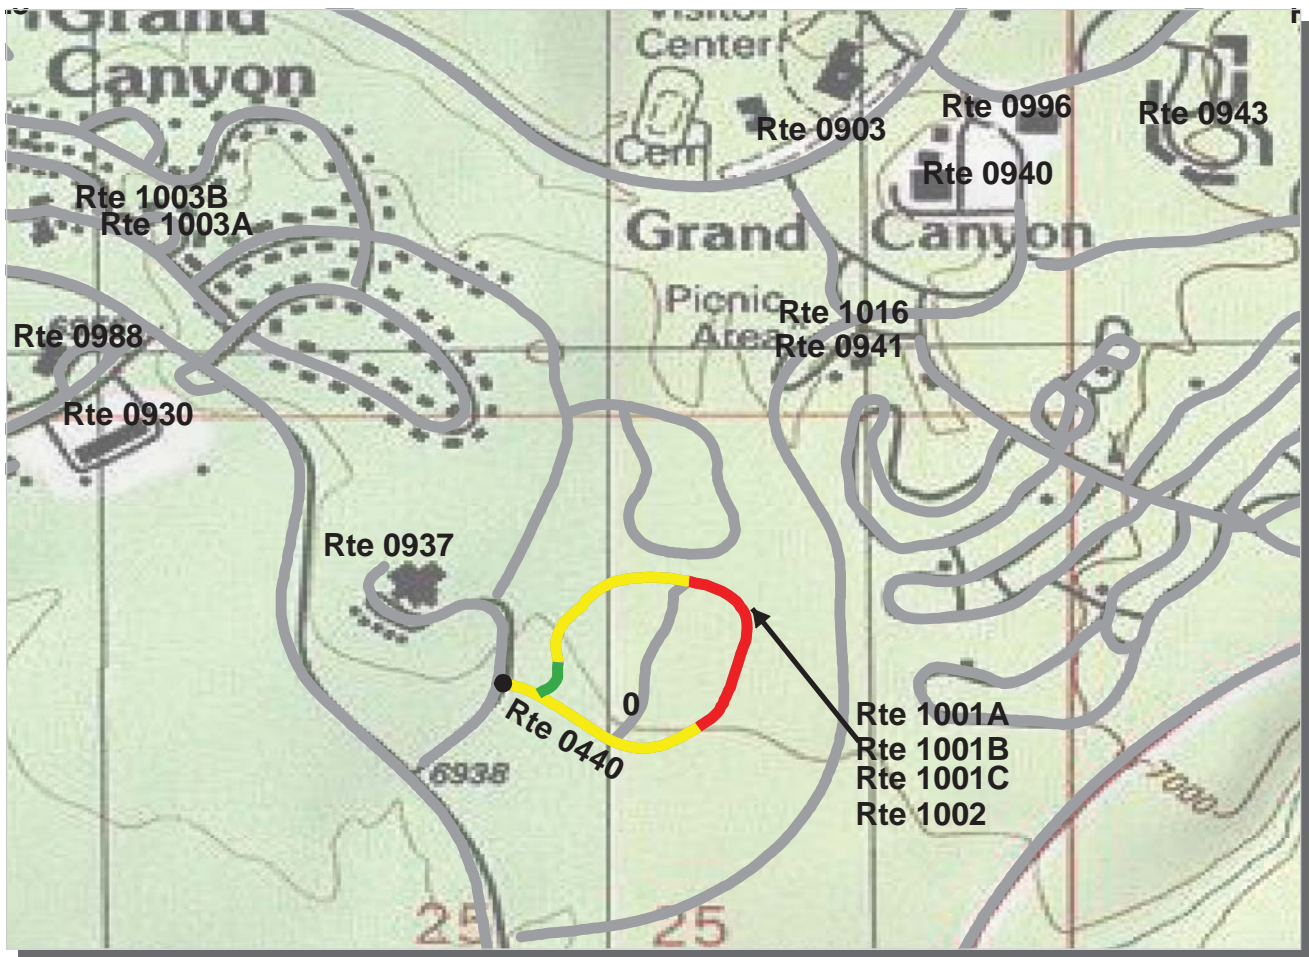 Grand
Canyon
Visitor
Center
Cem
Rte 0903
Rte 0996
Rte 0943
Rte 0940
Rte 1003B
Rte 1003A
Grand Canyon
Picnic
Area
Rte 1016
Rte 0941
Rte 0988
Rte 0930
Rte 0937
0
Rte 0440
6938
Rte 1001A
Rte 1001B
Rte 1001C
Rte 1002
7000
25
25